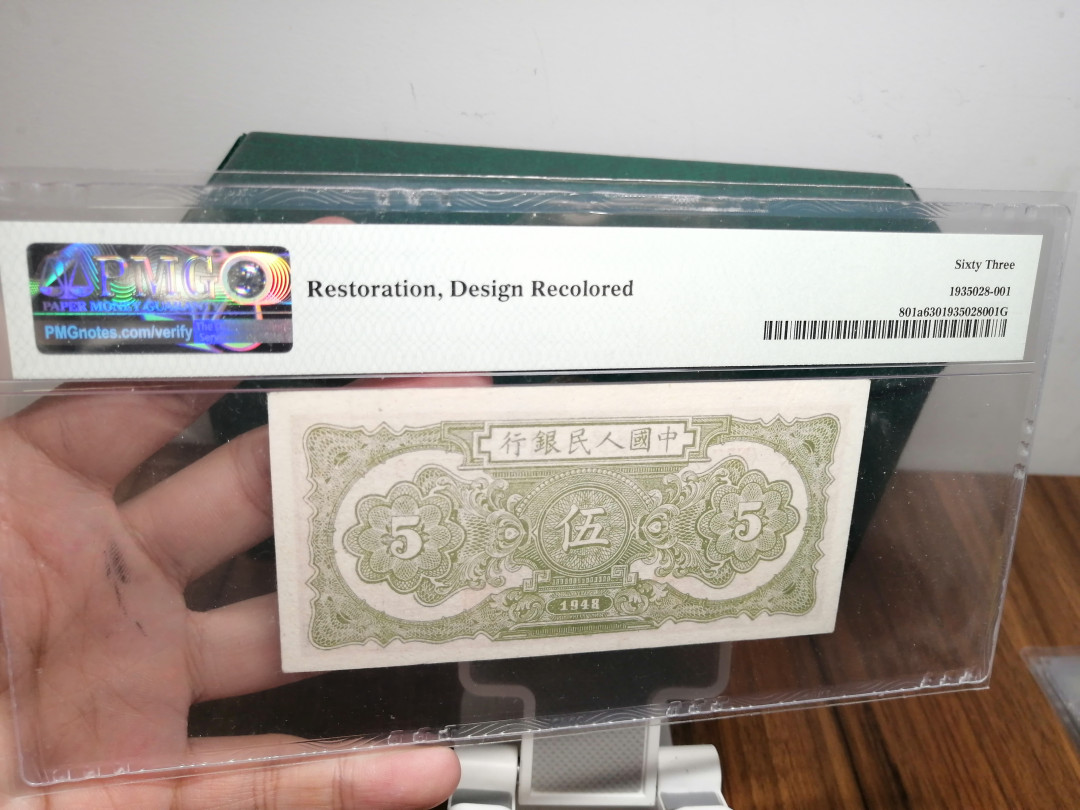 PMG
PAPER MONEY GUARANTY
PMGnotes.com/verify
Restoration, Design Recolored
Sixty Three
1935028-001
801a6301935028001G
行銀民人國中
5 伍 5
1948